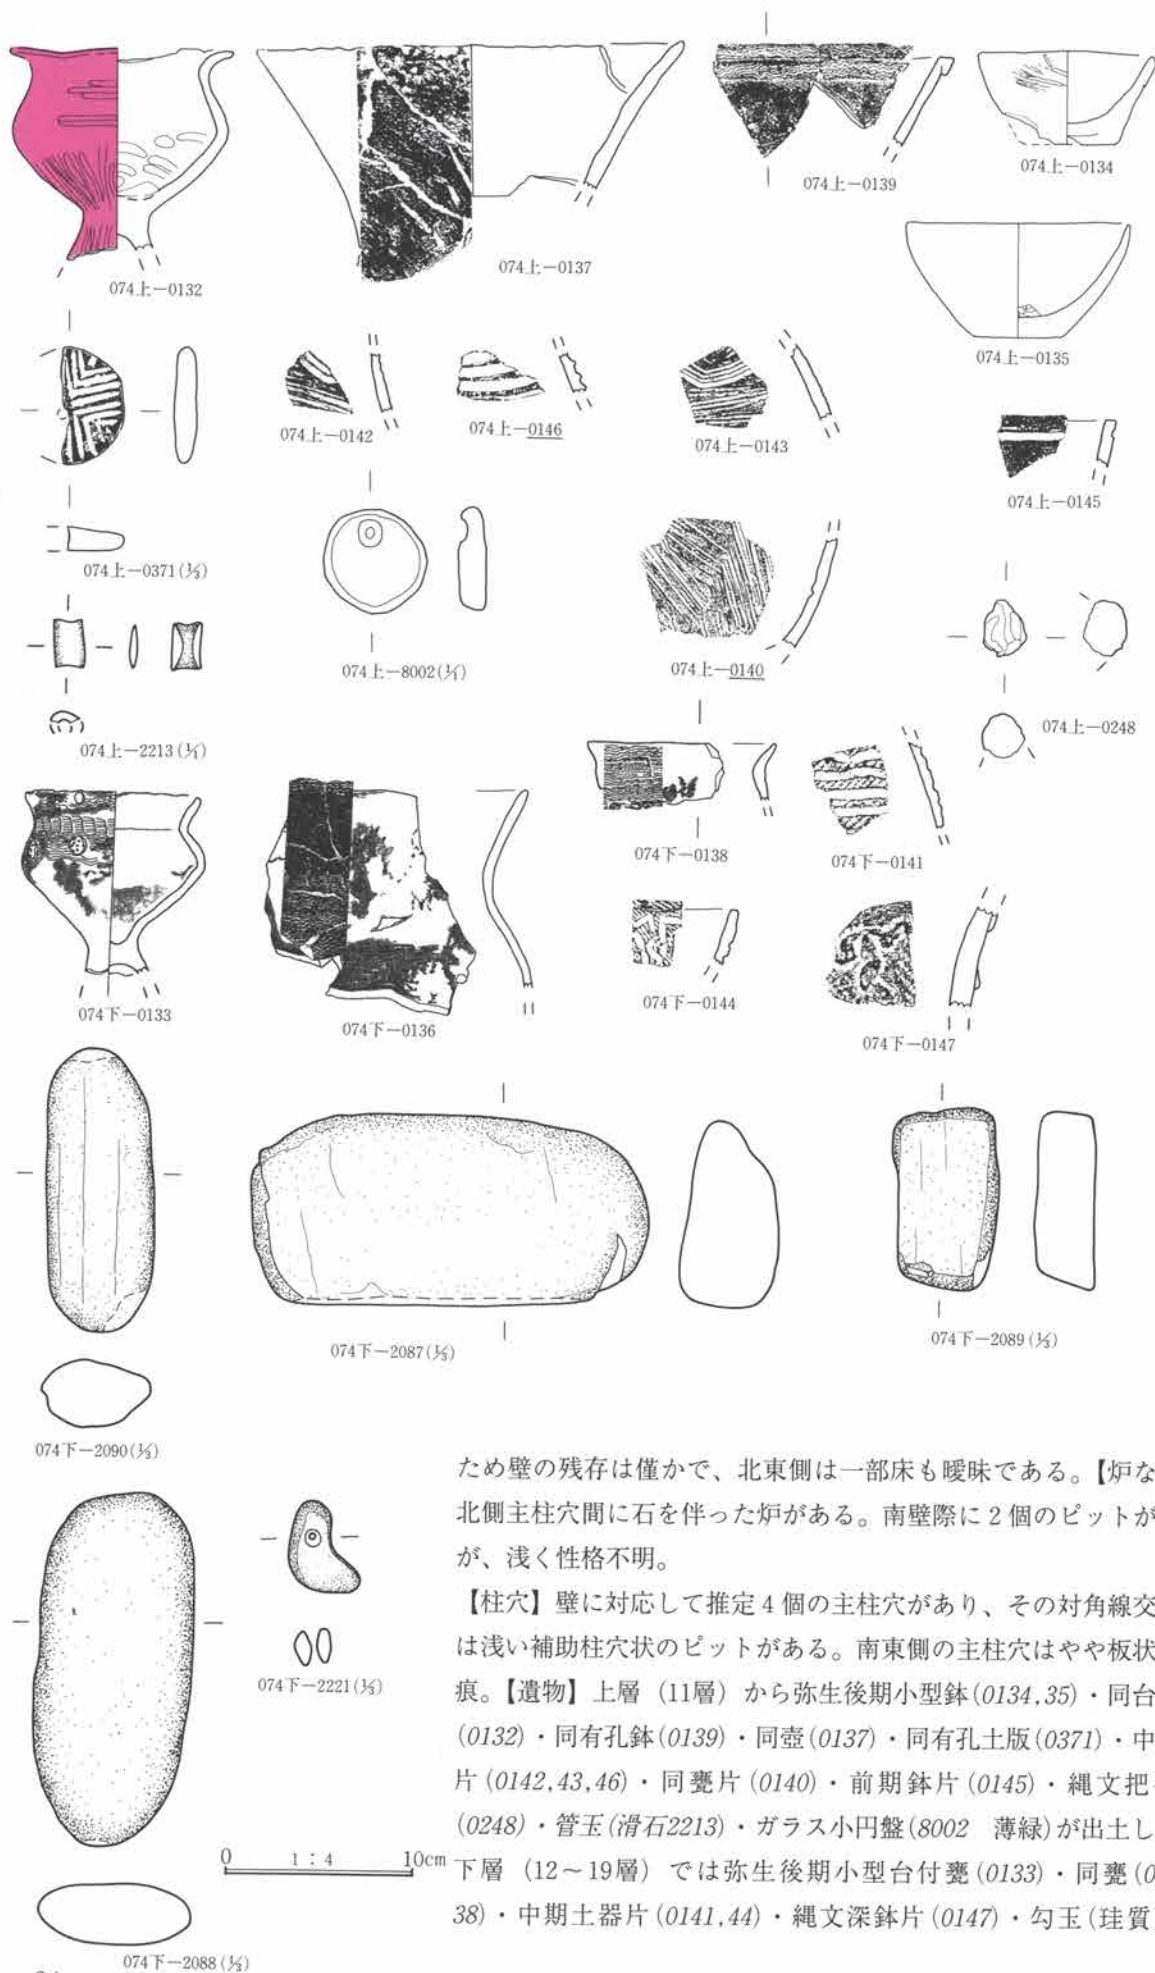 074上－0132
074上－0137
074上－0139
074上－0134
074上－0135
074上－0142
074上－0146
074上－0143
074上－0145
074上－0371(⅓)
074上－8002(1/1)
074上－0140
074上－0248
074上－2213(1/1)
074下－0138
074下－0141
074下－0133
074下－0136
074下－0144
074下－0147
074下－2087(⅓)
074下－2089(⅓)
074下－2090(⅓)
074下－2221(⅓)
074下－2088(⅓)
0 1：4 10cm
ため壁の残存は僅かで、北東側は一部床も曖昧である。【炉な
北側主柱穴間に石を伴った炉がある。南壁際に2個のピットが
が、浅く性格不明。
【柱穴】壁に対応して推定4個の主柱穴があり、その対角線交
は浅い補助柱穴状のピットがある。南東側の主柱穴はやや板状
痕。【遺物】上層（11層）から弥生後期小型鉢(0134,35)・同台
(0132)・同有孔鉢(0139)・同壺(0137)・同有孔土版(0371)・中
片(0142,43,46)・同甕片(0140)・前期鉢片(0145)・縄文把
(0248)・管玉(滑石2213)・ガラス小円盤(8002　薄緑)が出土し
下層（12～19層）では弥生後期小型台付甕(0133)・同甕(0
38)・中期土器片(0141,44)・縄文深鉢片(0147)・勾玉(珪質